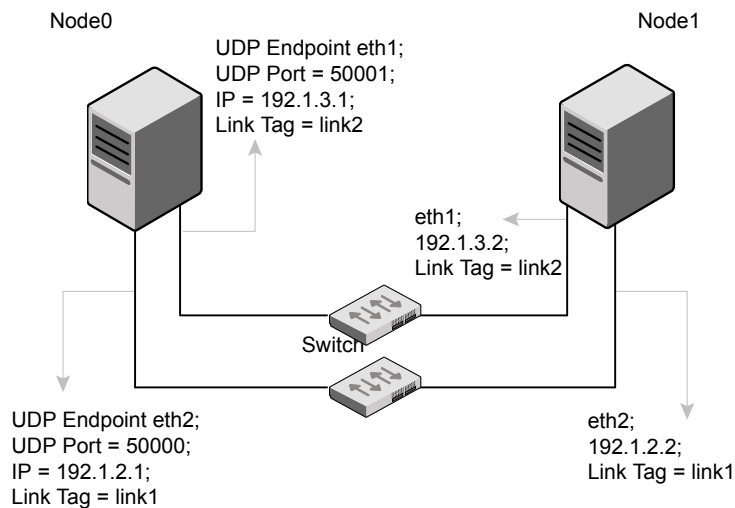 Node0
Node1
UDP Endpoint eth1;
UDP Port = 50001;
IP = 192.1.3.1;
Link Tag = link2
eth1;
192.1.3.2;
Link Tag = link2
Switch
UDP Endpoint eth2;
UDP Port = 50000;
IP = 192.1.2.1;
Link Tag = link1
eth2;
192.1.2.2;
Link Tag = link1